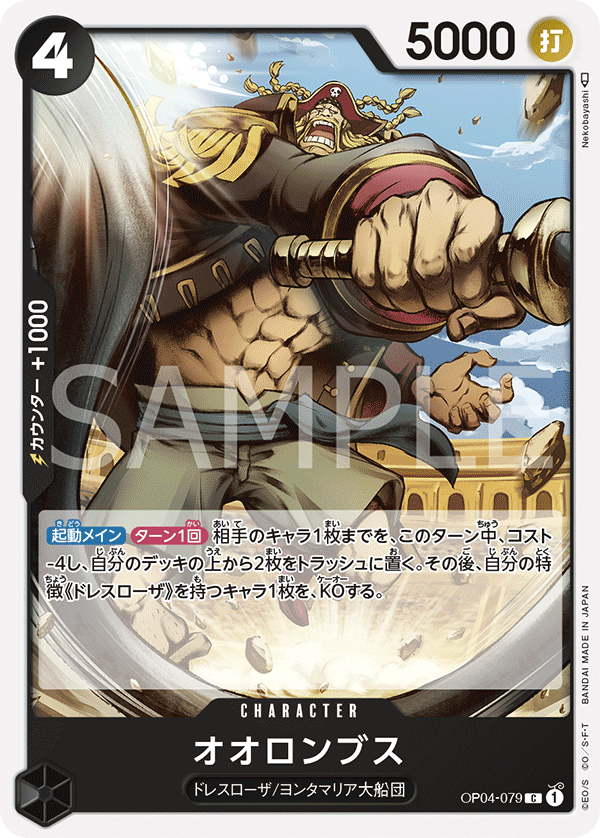 4
5000
打
Nekobayashi
カウンター +1000
SAMPLE
起動メイン ターン1回 相手のキャラ1枚までを、このターン中、コスト
-4し、自分のデッキの上から2枚をトラッシュに置く。その後、自分の特
徴《ドレスローザ》を持つキャラ1枚を、KOする。
CHARACTER
オオロンブス
ドレスローザ/ヨンタマリア大船団
OP04-079 C 1
©E.O/S ©O/S・F・T BANDAI MADE IN JAPAN